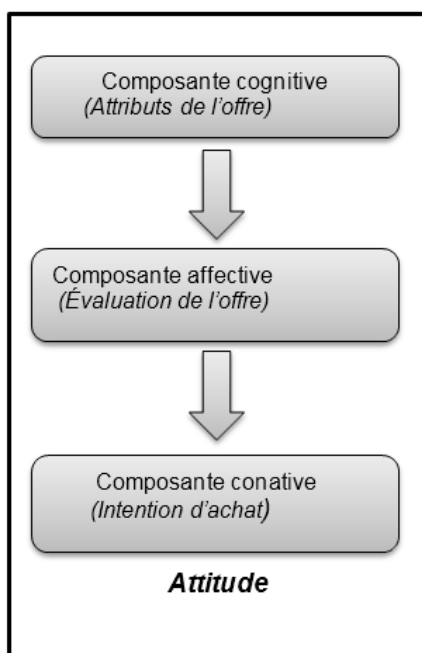 Composante cognitive
(Attributs de l'offre)
Composante affective
(Évaluation de l'offre)
Composante conative
(Intention d'achat)
Attitude